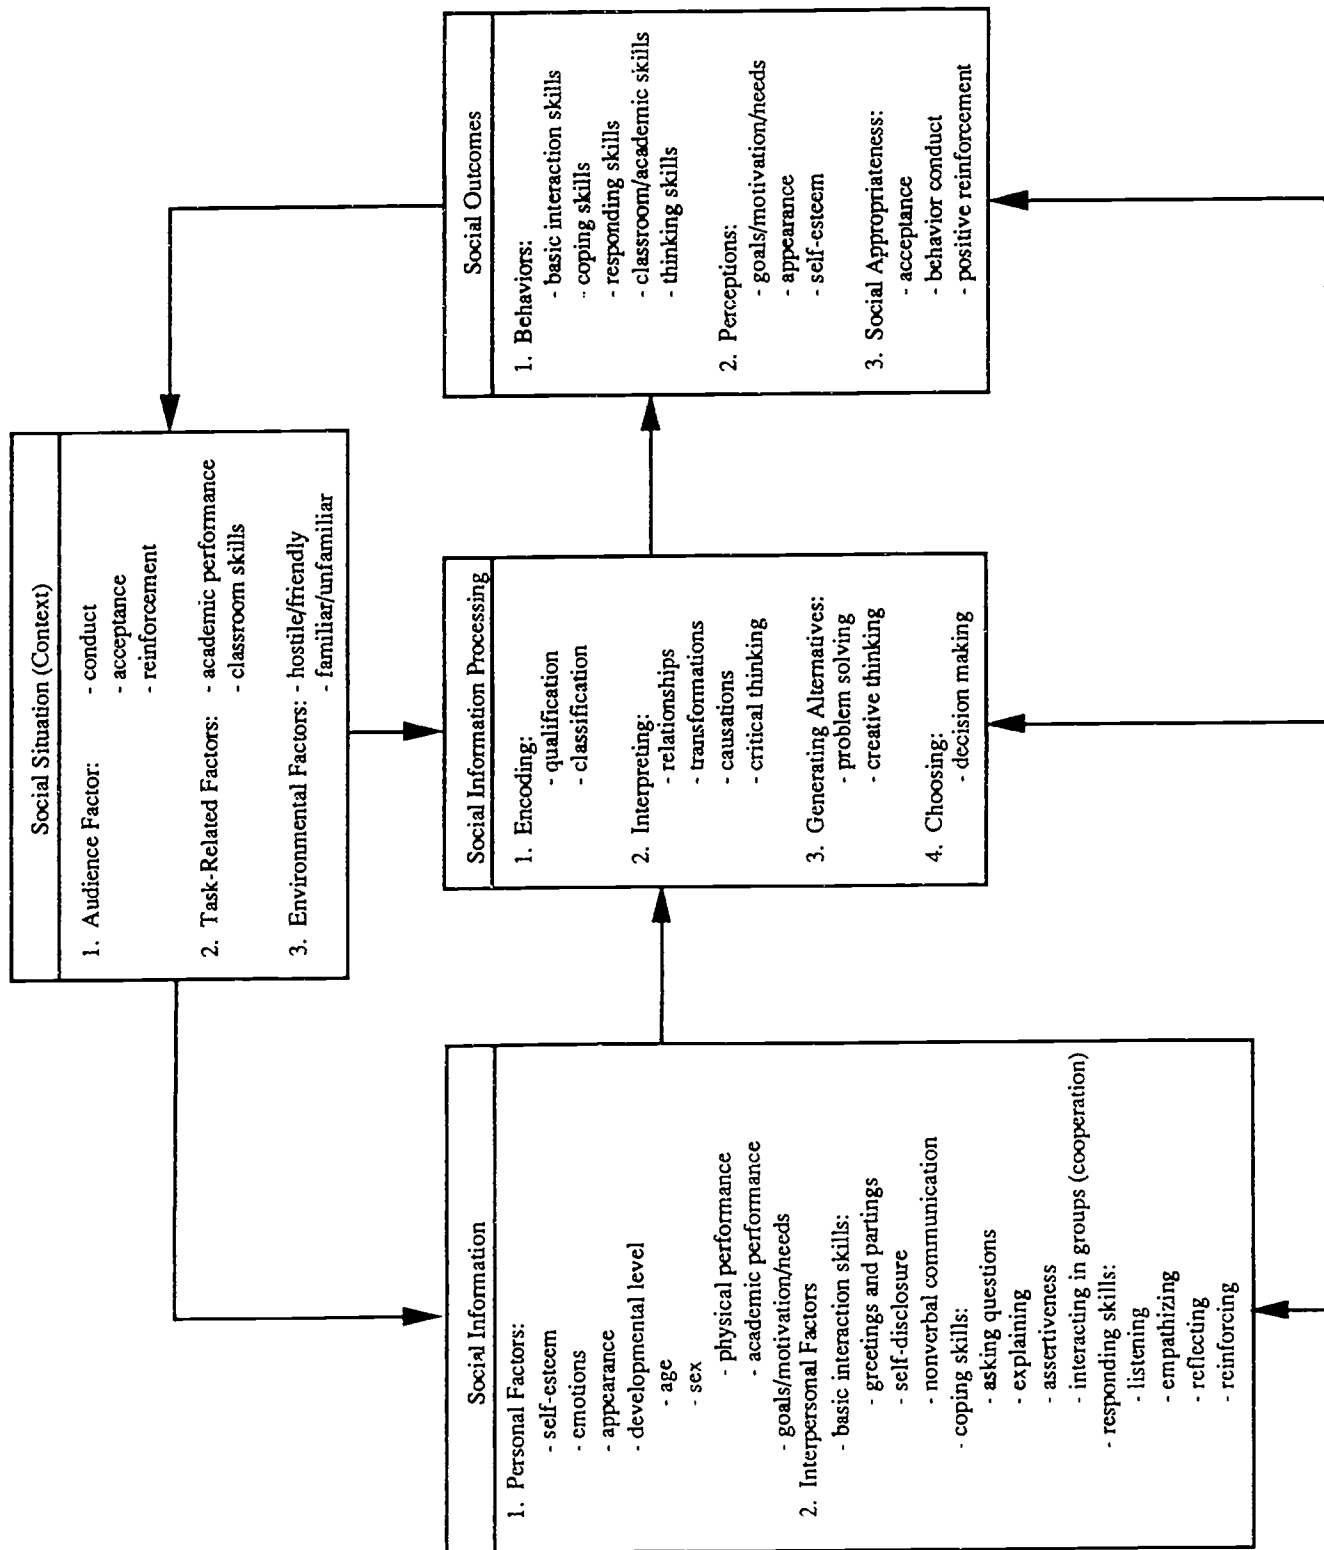 Social Situation (Context)
1. Audience Factor: - conduct
- acceptance
- reinforcement
2. Task-Related Factors: - academic performance
- classroom skills
3. Environmental Factors: - hostile/friendly
- familiar/unfamiliar
Social Information
1. Personal Factors:
- self-esteem
- emotions
- appearance
- developmental level
- age
- sex
- physical performance
- academic performance
- goals/motivation/needs
2. Interpersonal Factors
- basic interaction skills:
- greetings and partings
- self-disclosure
- nonverbal communication
- coping skills:
- asking questions
- explaining
- assertiveness
- interacting in groups (cooperation)
- responding skills:
- listening
- empathizing
- reflecting
- reinforcing
Social Information Processing
1. Encoding:
- qualification
- classification
2. Interpreting:
- relationships
- transformations
- causations
- critical thinking
3. Generating Alternatives:
- problem solving
- creative thinking
4. Choosing:
- decision making
Social Outcomes
1. Behaviors:
- basic interaction skills
- coping skills
- responding skills
- classroom/academic skills
- thinking skills
2. Perceptions:
- goals/motivation/needs
- appearance
- self-esteem
3. Social Appropriateness:
- acceptance
- behavior conduct
- positive reinforcement